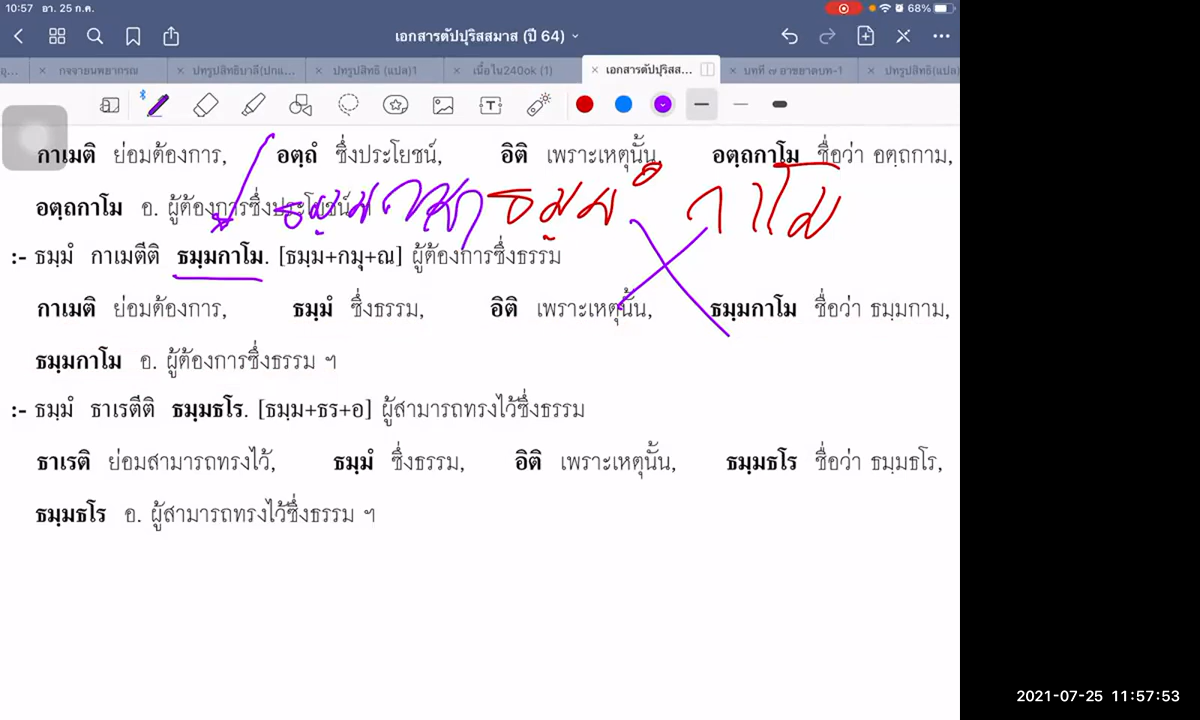 10:57 อา. 25 ก.ค. 68%
เอกสารตัปปุริสสมาส (ปี 64)
กจจายนพยากรณ × ปทรูปสิทธิบาลี(ปกแ... × ปทรูปสิทธิ (แปล)1 × เนื้อใน240ok (1) × เอกสารตัปปุริสส... × บทที่ ๗ อาขยาตบท-1 × ปทรูปสิทธิ(แปล)
กาเมติ ย่อมต้องการ, อตฺถํ ซึ่งประโยชน์, อิติ เพราะเหตุนั้น, อตฺถกาโม ชื่อว่า อตฺถกาม,
อตฺถกาโม อ. ผู้ต้องการซึ่งประโยชน์ ฯ
ธมฺมํ กาโม
:- ธมฺมํ กาเมตีติ ธมฺมกาโม. [ธมฺม+กมุ+ณ] ผู้ต้องการซึ่งธรรม
กาเมติ ย่อมต้องการ, ธมฺมํ ซึ่งธรรม, อิติ เพราะเหตุนั้น, ธมฺมกาโม ชื่อว่า ธมฺมกาม,
ธมฺมกาโม อ. ผู้ต้องการซึ่งธรรม ฯ
:- ธมฺมํ ธาเรตีติ ธมฺมธโร. [ธมฺม+ธร+อ] ผู้สามารถทรงไว้ซึ่งธรรม
ธาเรติ ย่อมสามารถทรงไว้, ธมฺมํ ซึ่งธรรม, อิติ เพราะเหตุนั้น, ธมฺมธโร ชื่อว่า ธมฺมธโร,
ธมฺมธโร อ. ผู้สามารถทรงไว้ซึ่งธรรม ฯ
2021-07-25 11:57:53